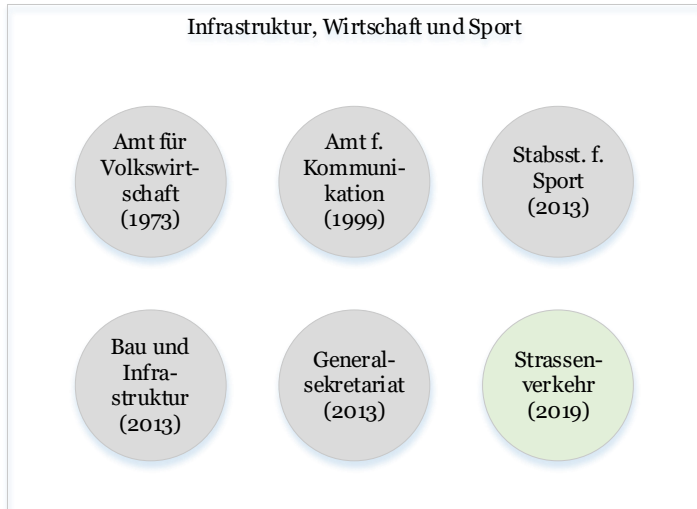 Infrastruktur, Wirtschaft und Sport
Amt für
Volkswirt-
schaft
(1973)
Amt f.
Kommuni-
kation
(1999)
Stabsst. f.
Sport
(2013)
Bau und
Infra-
struktur
(2013)
General-
sekretariat
(2013)
Strassen-
verkehr
(2019)